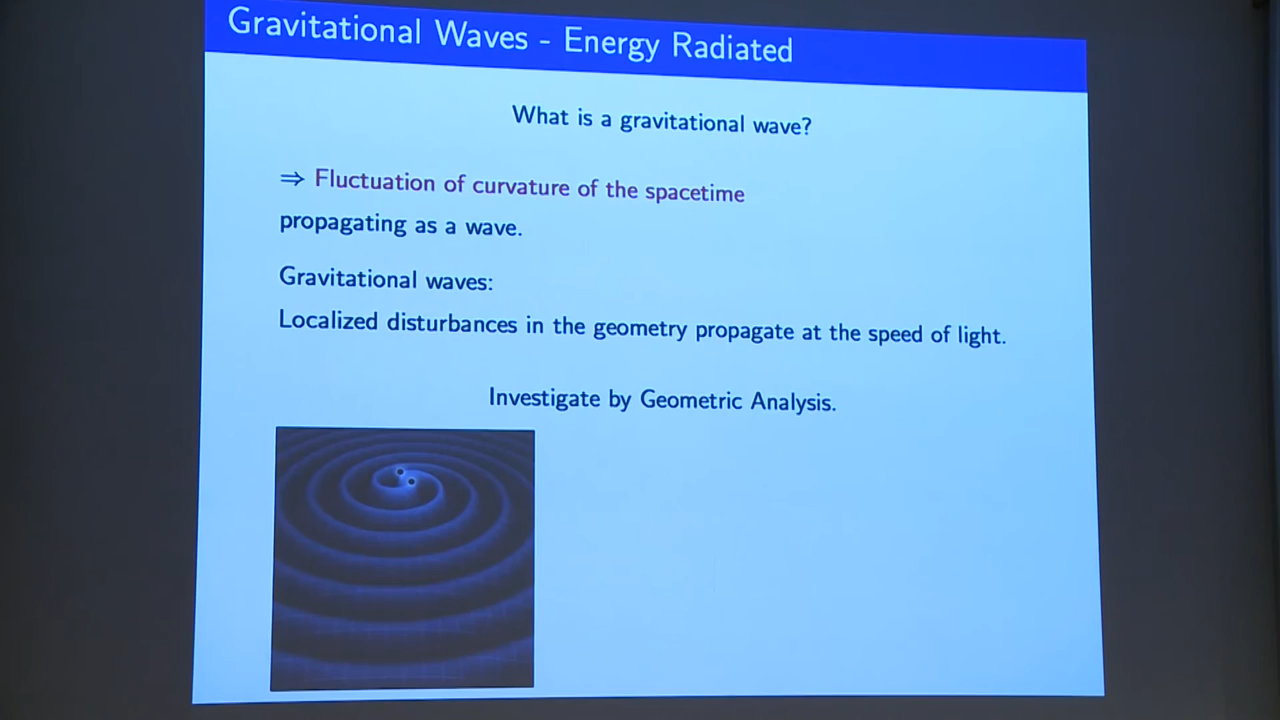 Gravitational Waves - Energy Radiated
What is a gravitational wave?
⇒ Fluctuation of curvature of the spacetime
propagating as a wave.
Gravitational waves:
Localized disturbances in the geometry propagate at the speed of light.
Investigate by Geometric Analysis.